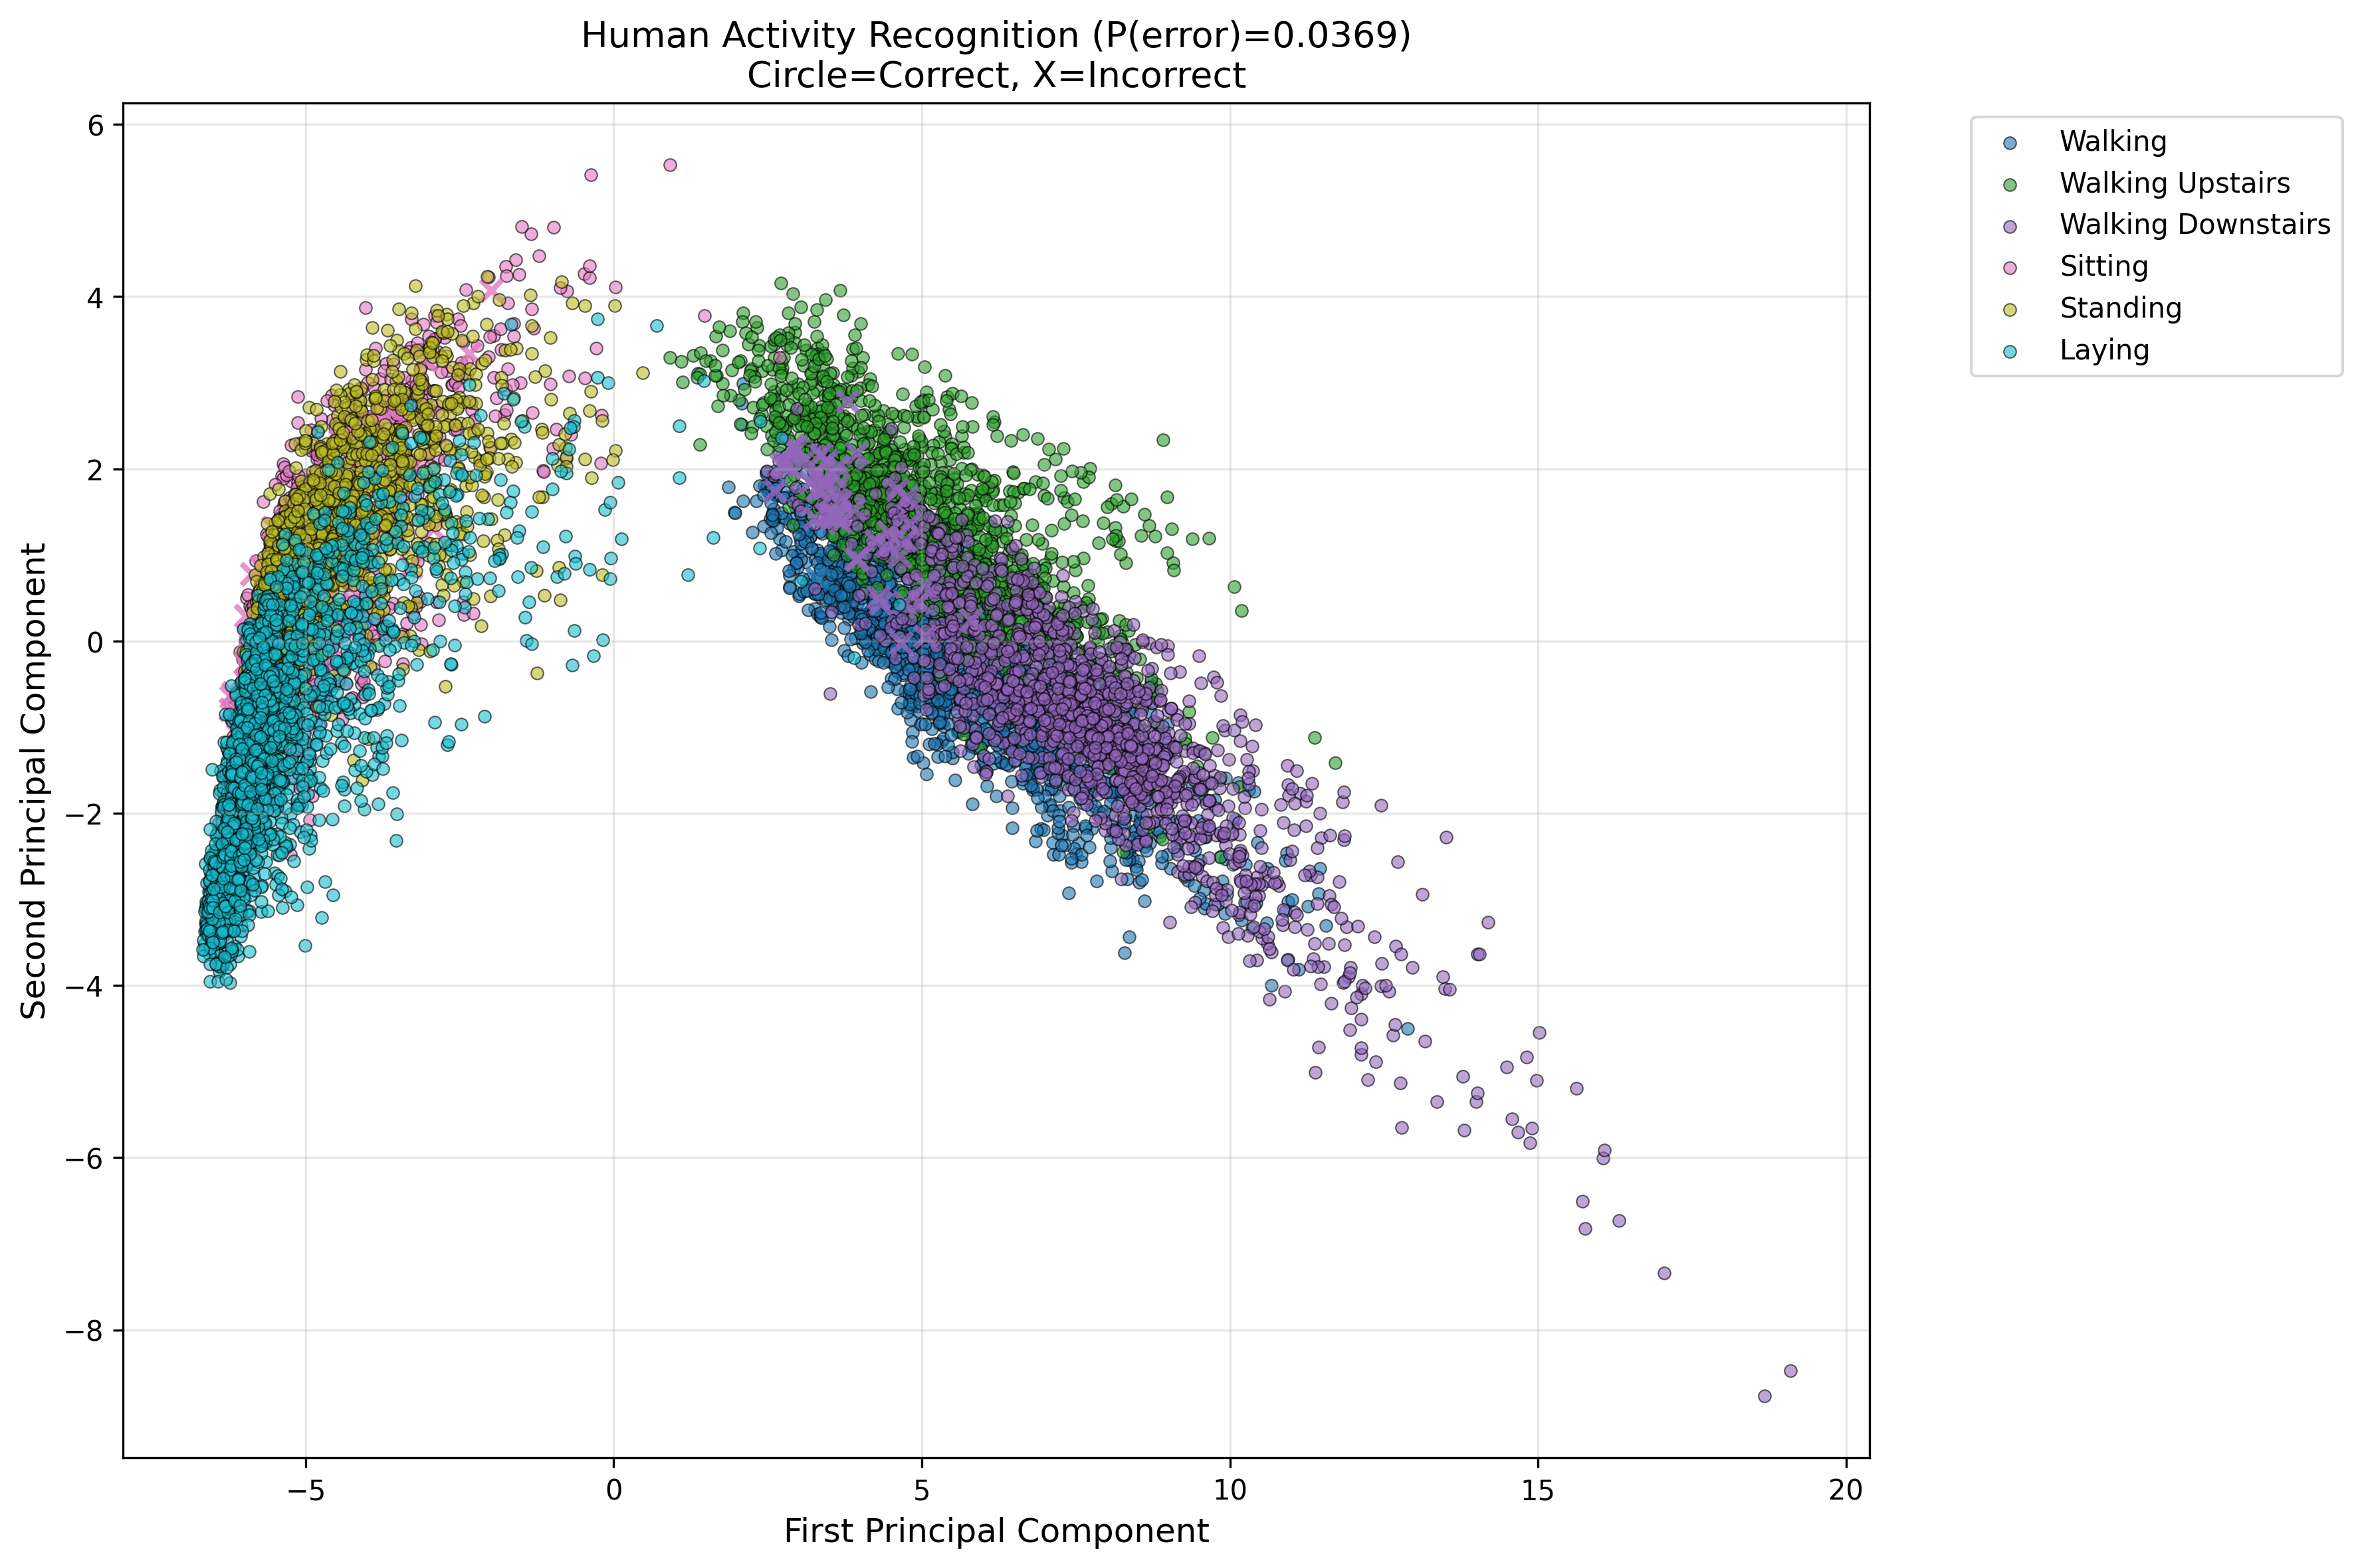 Human Activity Recognition (P(error)=0.0369)
Circle=Correct, X=Incorrect
Walking
Walking Upstairs
Walking Downstairs
Sitting
Standing
Laying
Second Principal Component
6
4
2
0
−2
−4
−6
−8
−5
0
5
10
15
20
First Principal Component